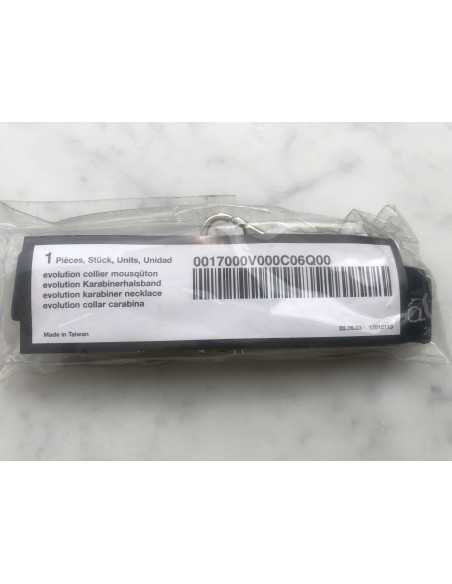 1 Pièces, Stück, Units, Unidad
evolution collier mousqüton
evolution Karabinerhalsband
evolution karabiner necklace
evolution collar carabina
0017000V000C06Q00
Made in Taiwan